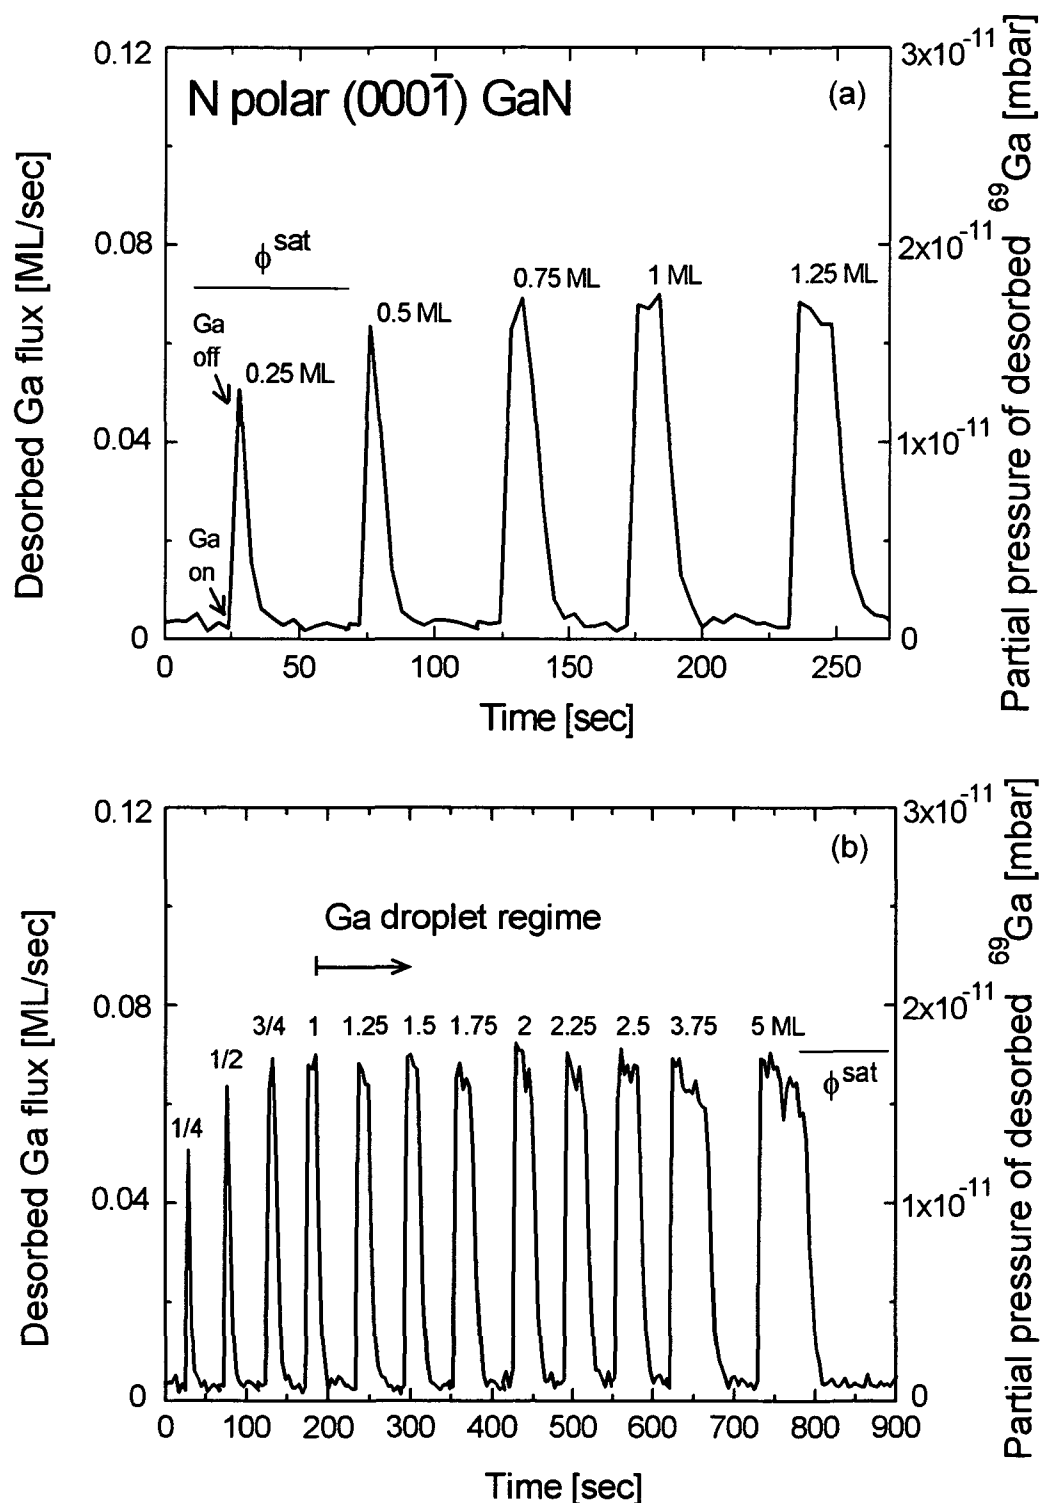 0.12
3x10⁻¹¹
N polar (0001̅) GaN
(a)
Desorbed Ga flux [ML/sec]
Partial pressure of desorbed ⁶⁹Ga [mbar]
0.08
2x10⁻¹¹
ϕˢᵃᵗ
0.75 ML
1 ML
1.25 ML
0.5 ML
Ga
off
0.25 ML
0.04
1x10⁻¹¹
Ga
on
0
0
0 50 100 150 200 250
Time [sec]
0.12
3x10⁻¹¹
(b)
Desorbed Ga flux [ML/sec]
Partial pressure of desorbed ⁶⁹Ga [mbar]
Ga droplet regime
0.08
2x10⁻¹¹
3/4 1 1.25 1.5 1.75 2 2.25 2.5 3.75 5 ML
1/2
ϕˢᵃᵗ
1/4
0.04
1x10⁻¹¹
0
0
0 100 200 300 400 500 600 700 800 900
Time [sec]